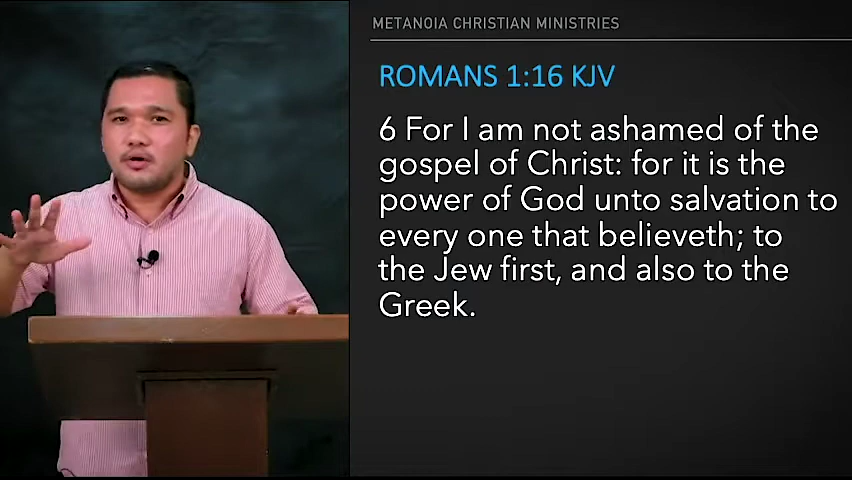 METANOIA CHRISTIAN MINISTRIES
ROMANS 1:16 KJV
6 For I am not ashamed of the
gospel of Christ: for it is the
power of God unto salvation to
every one that believeth; to
the Jew first, and also to the
Greek.